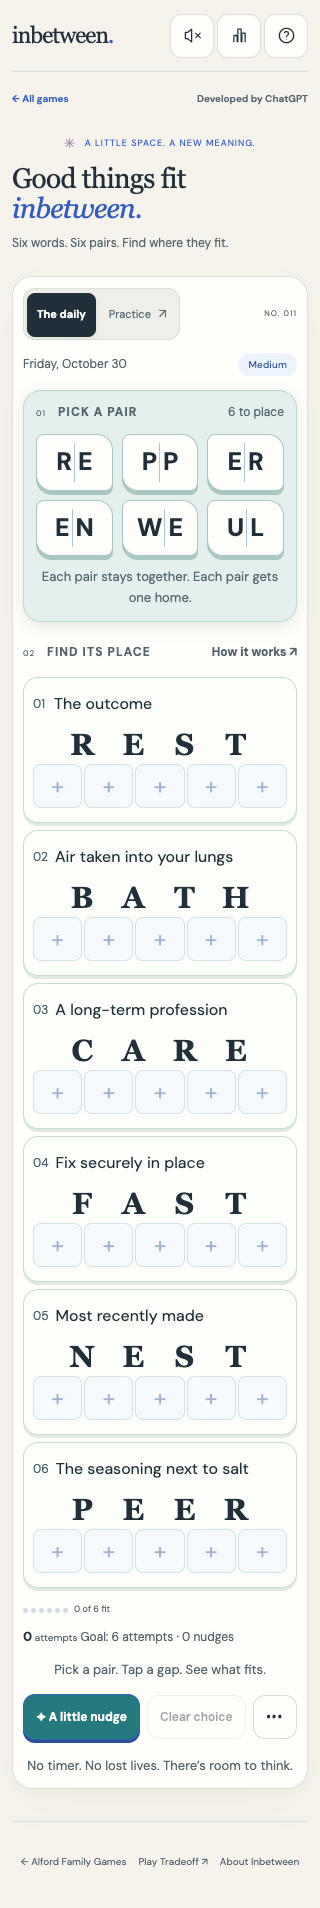 inbetween.
← All games
Developed by ChatGPT
A LITTLE SPACE. A NEW MEANING.
Good things fit
inbetween.
Six words. Six pairs. Find where they fit.
The daily
Practice ↗
NO. 011
Friday, October 30
Medium
01 PICK A PAIR
6 to place
RE PP ER
EN WE UL
Each pair stays together. Each pair gets
one home.
02 FIND ITS PLACE
How it works ↗
01 The outcome
R E S T
+ + + + +
02 Air taken into your lungs
B A T H
+ + + + +
03 A long-term profession
C A R E
+ + + + +
04 Fix securely in place
F A S T
+ + + + +
05 Most recently made
N E S T
+ + + + +
06 The seasoning next to salt
P E E R
+ + + + +
0 of 6 fit
0 attempts Goal: 6 attempts · 0 nudges
Pick a pair. Tap a gap. See what fits.
✦ A little nudge
Clear choice
•••
No timer. No lost lives. There's room to think.
← Alford Family Games
Play Tradeoff ↗
About Inbetween